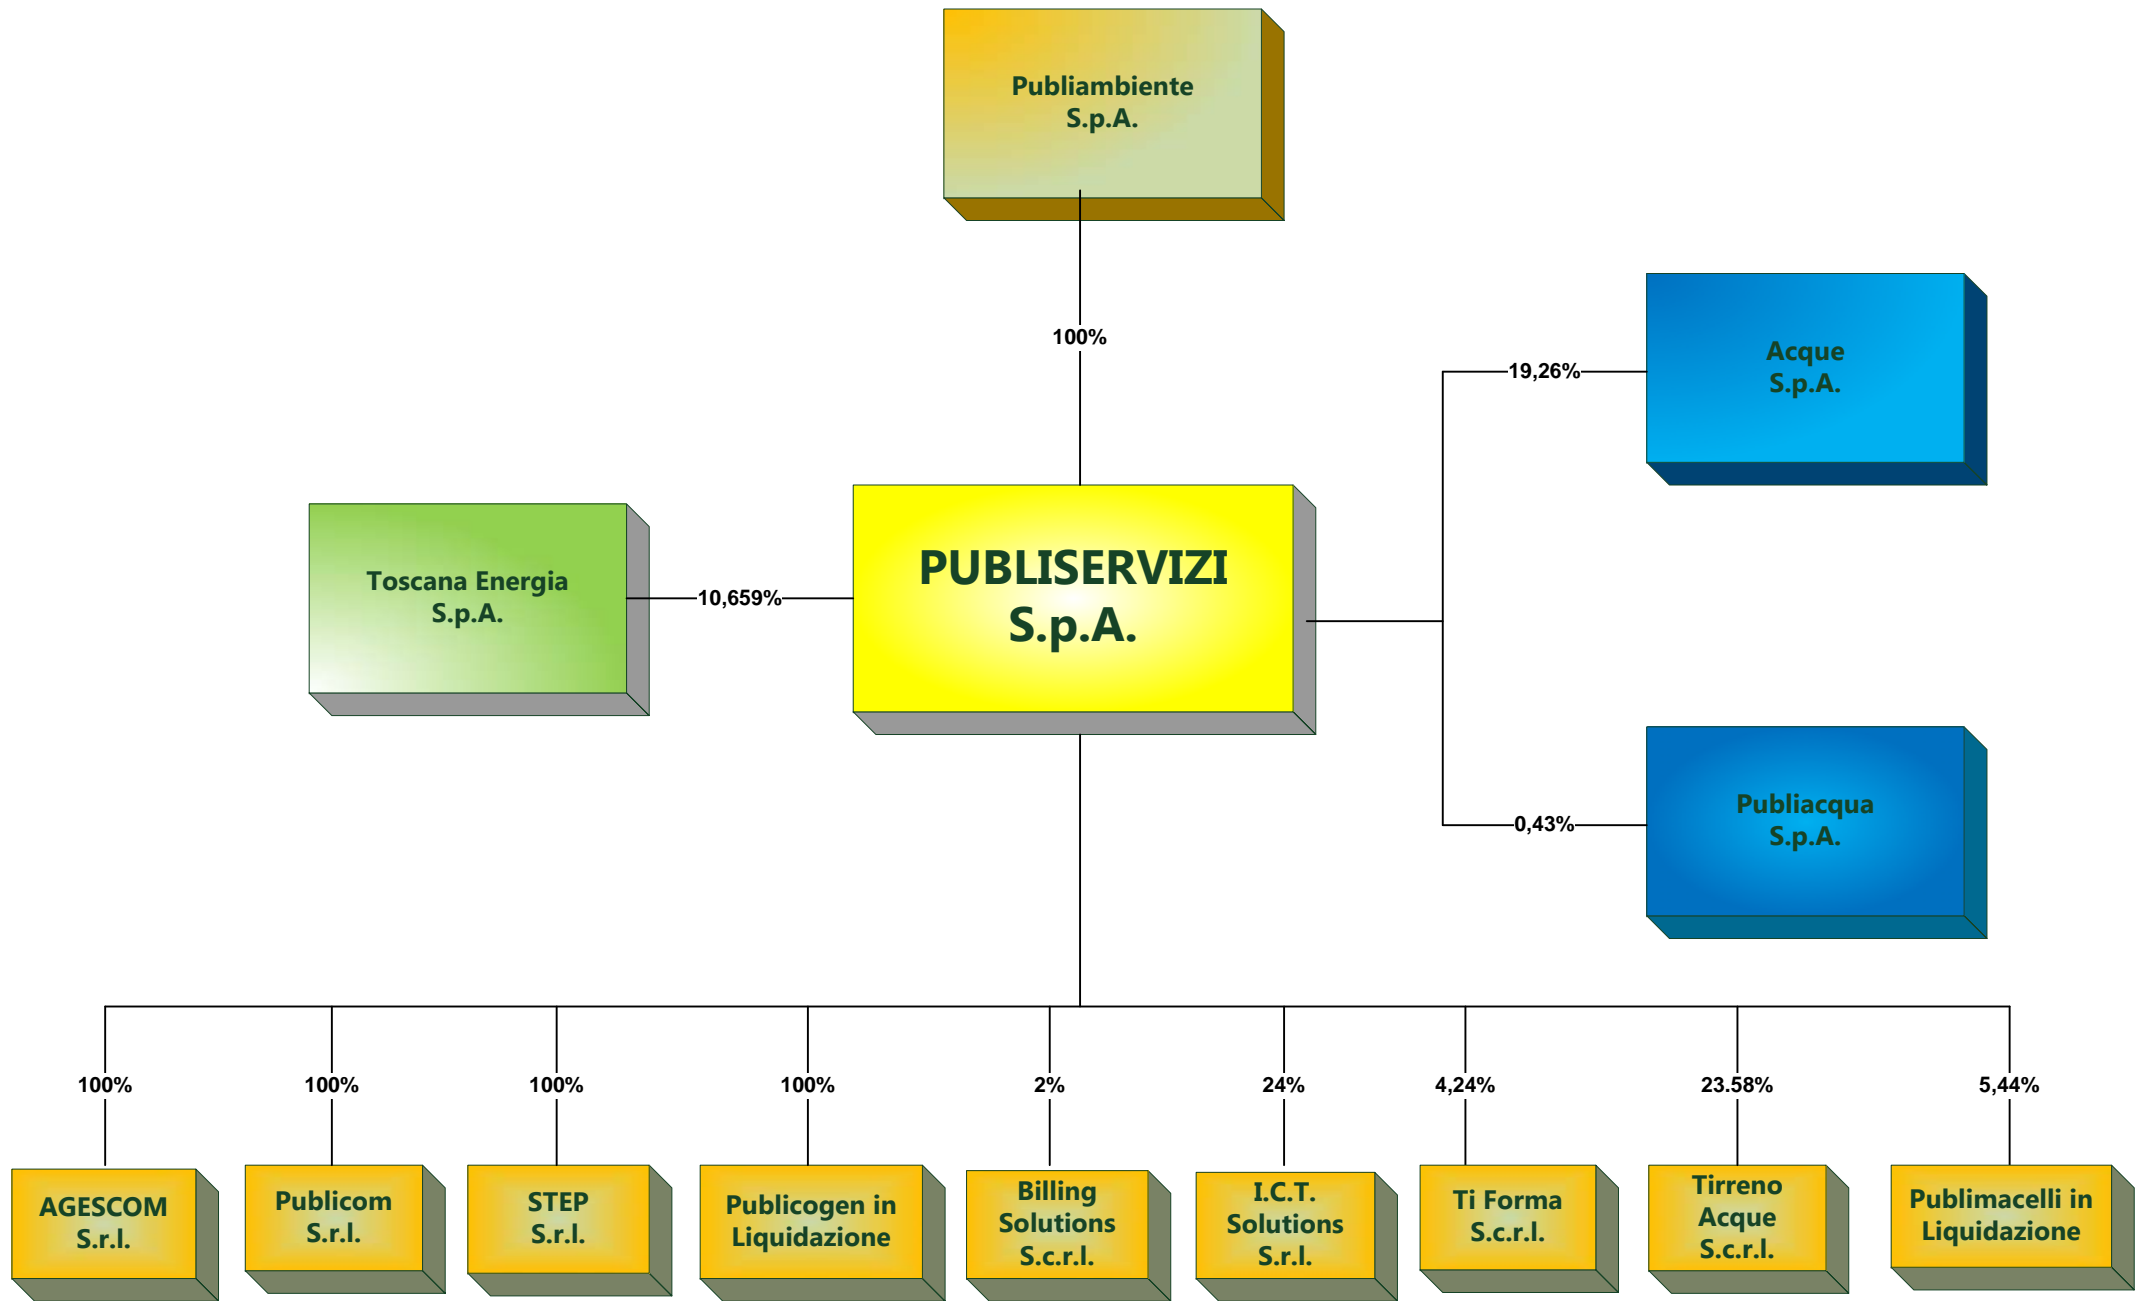 Publiambiente
S.p.A.
100%
Acque
S.p.A.
19,26%
Toscana Energia
S.p.A.
10,659%
PUBLISERVIZI
S.p.A.
Publiacqua
S.p.A.
0,43%
100%
100%
100%
100%
2%
24%
4,24%
23.58%
5,44%
AGESCOM
S.r.l.
Publicom
S.r.l.
STEP
S.r.l.
Publicogen in
Liquidazione
Billing
Solutions
S.c.r.l.
I.C.T.
Solutions
S.r.l.
Ti Forma
S.c.r.l.
Tirreno
Acque
S.c.r.l.
Publimacelli in
Liquidazione